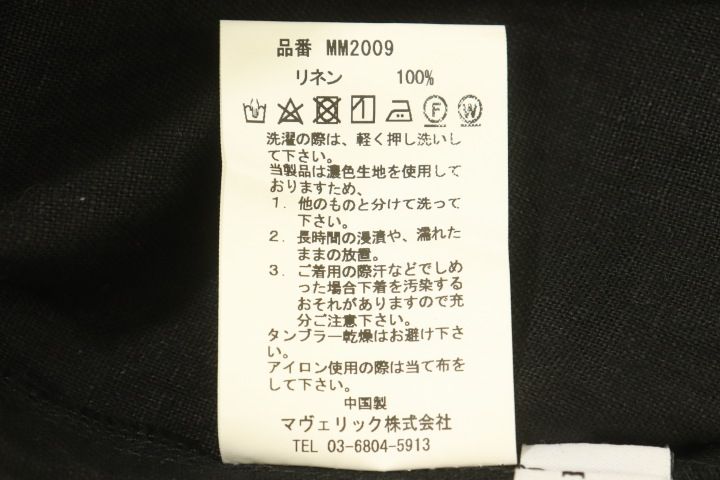 品番 MM2009
リネン 100%
F W
洗濯の際は、軽く押し洗いし
て下さい。
当製品は濃色生地を使用して
おりますため、
1. 他のものと分けて洗って
下さい。
2. 長時間の浸漬や、濡れた
ままの放置。
3. ご着用の際汗などでしめ
った場合下着を汚染する
おそれがありますので充
分ご注意下さい。
タンブラー乾燥はお避け下さ
い。
アイロン使用の際は当て布を
して下さい。
中国製
マヴェリック株式会社
TEL 03-6804-5913